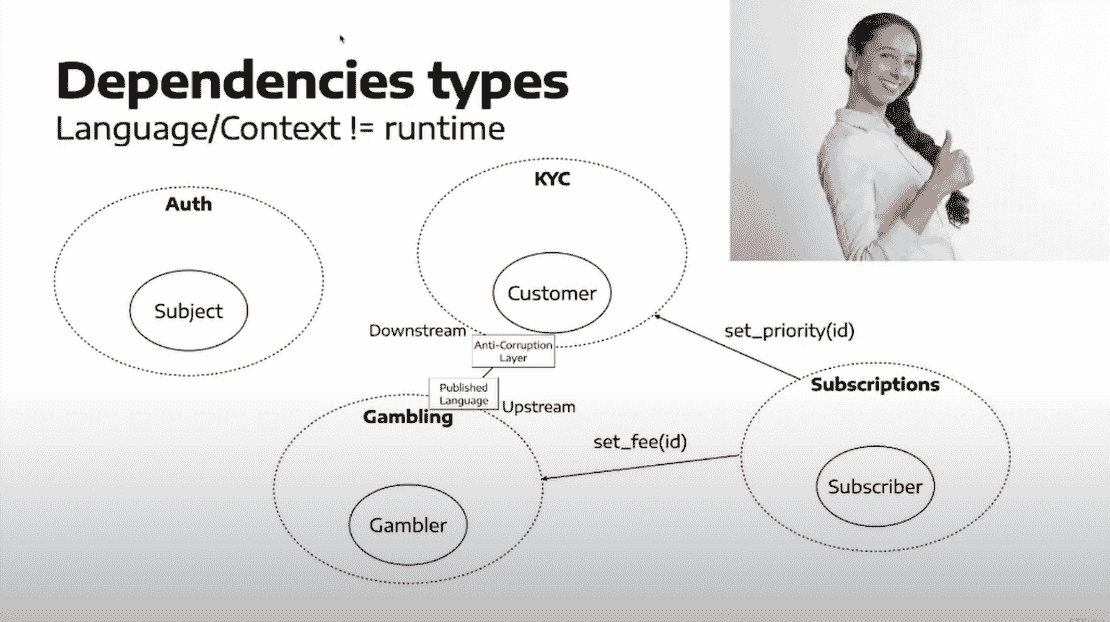 Dependencies types
Language/Context != runtime
Auth
Subject
KYC
Customer
Downstream
Anti-Corruption
Layer
Published
Language
Upstream
Gambling
Gambler
set_priority(id)
set_fee(id)
Subscriptions
Subscriber